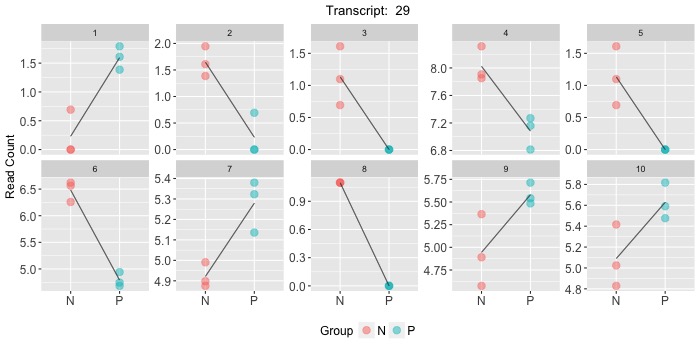 Transcript: 29
1 2 3 4 5
1.5 1.0 0.5 0.0
2.0 1.5 1.0 0.5 0.0
1.5 1.0 0.5 0.0
8.0 7.6 7.2 6.8
1.5 1.0 0.5 0.0
Read Count
6 7 8 9 10
6.5 6.0 5.5 5.0
5.4 5.3 5.2 5.1 5.0 4.9
0.9 0.6 0.3 0.0
5.75 5.50 5.25 5.00 4.75
5.8 5.6 5.4 5.2 5.0 4.8
N P N P N P N P N P
Group N P